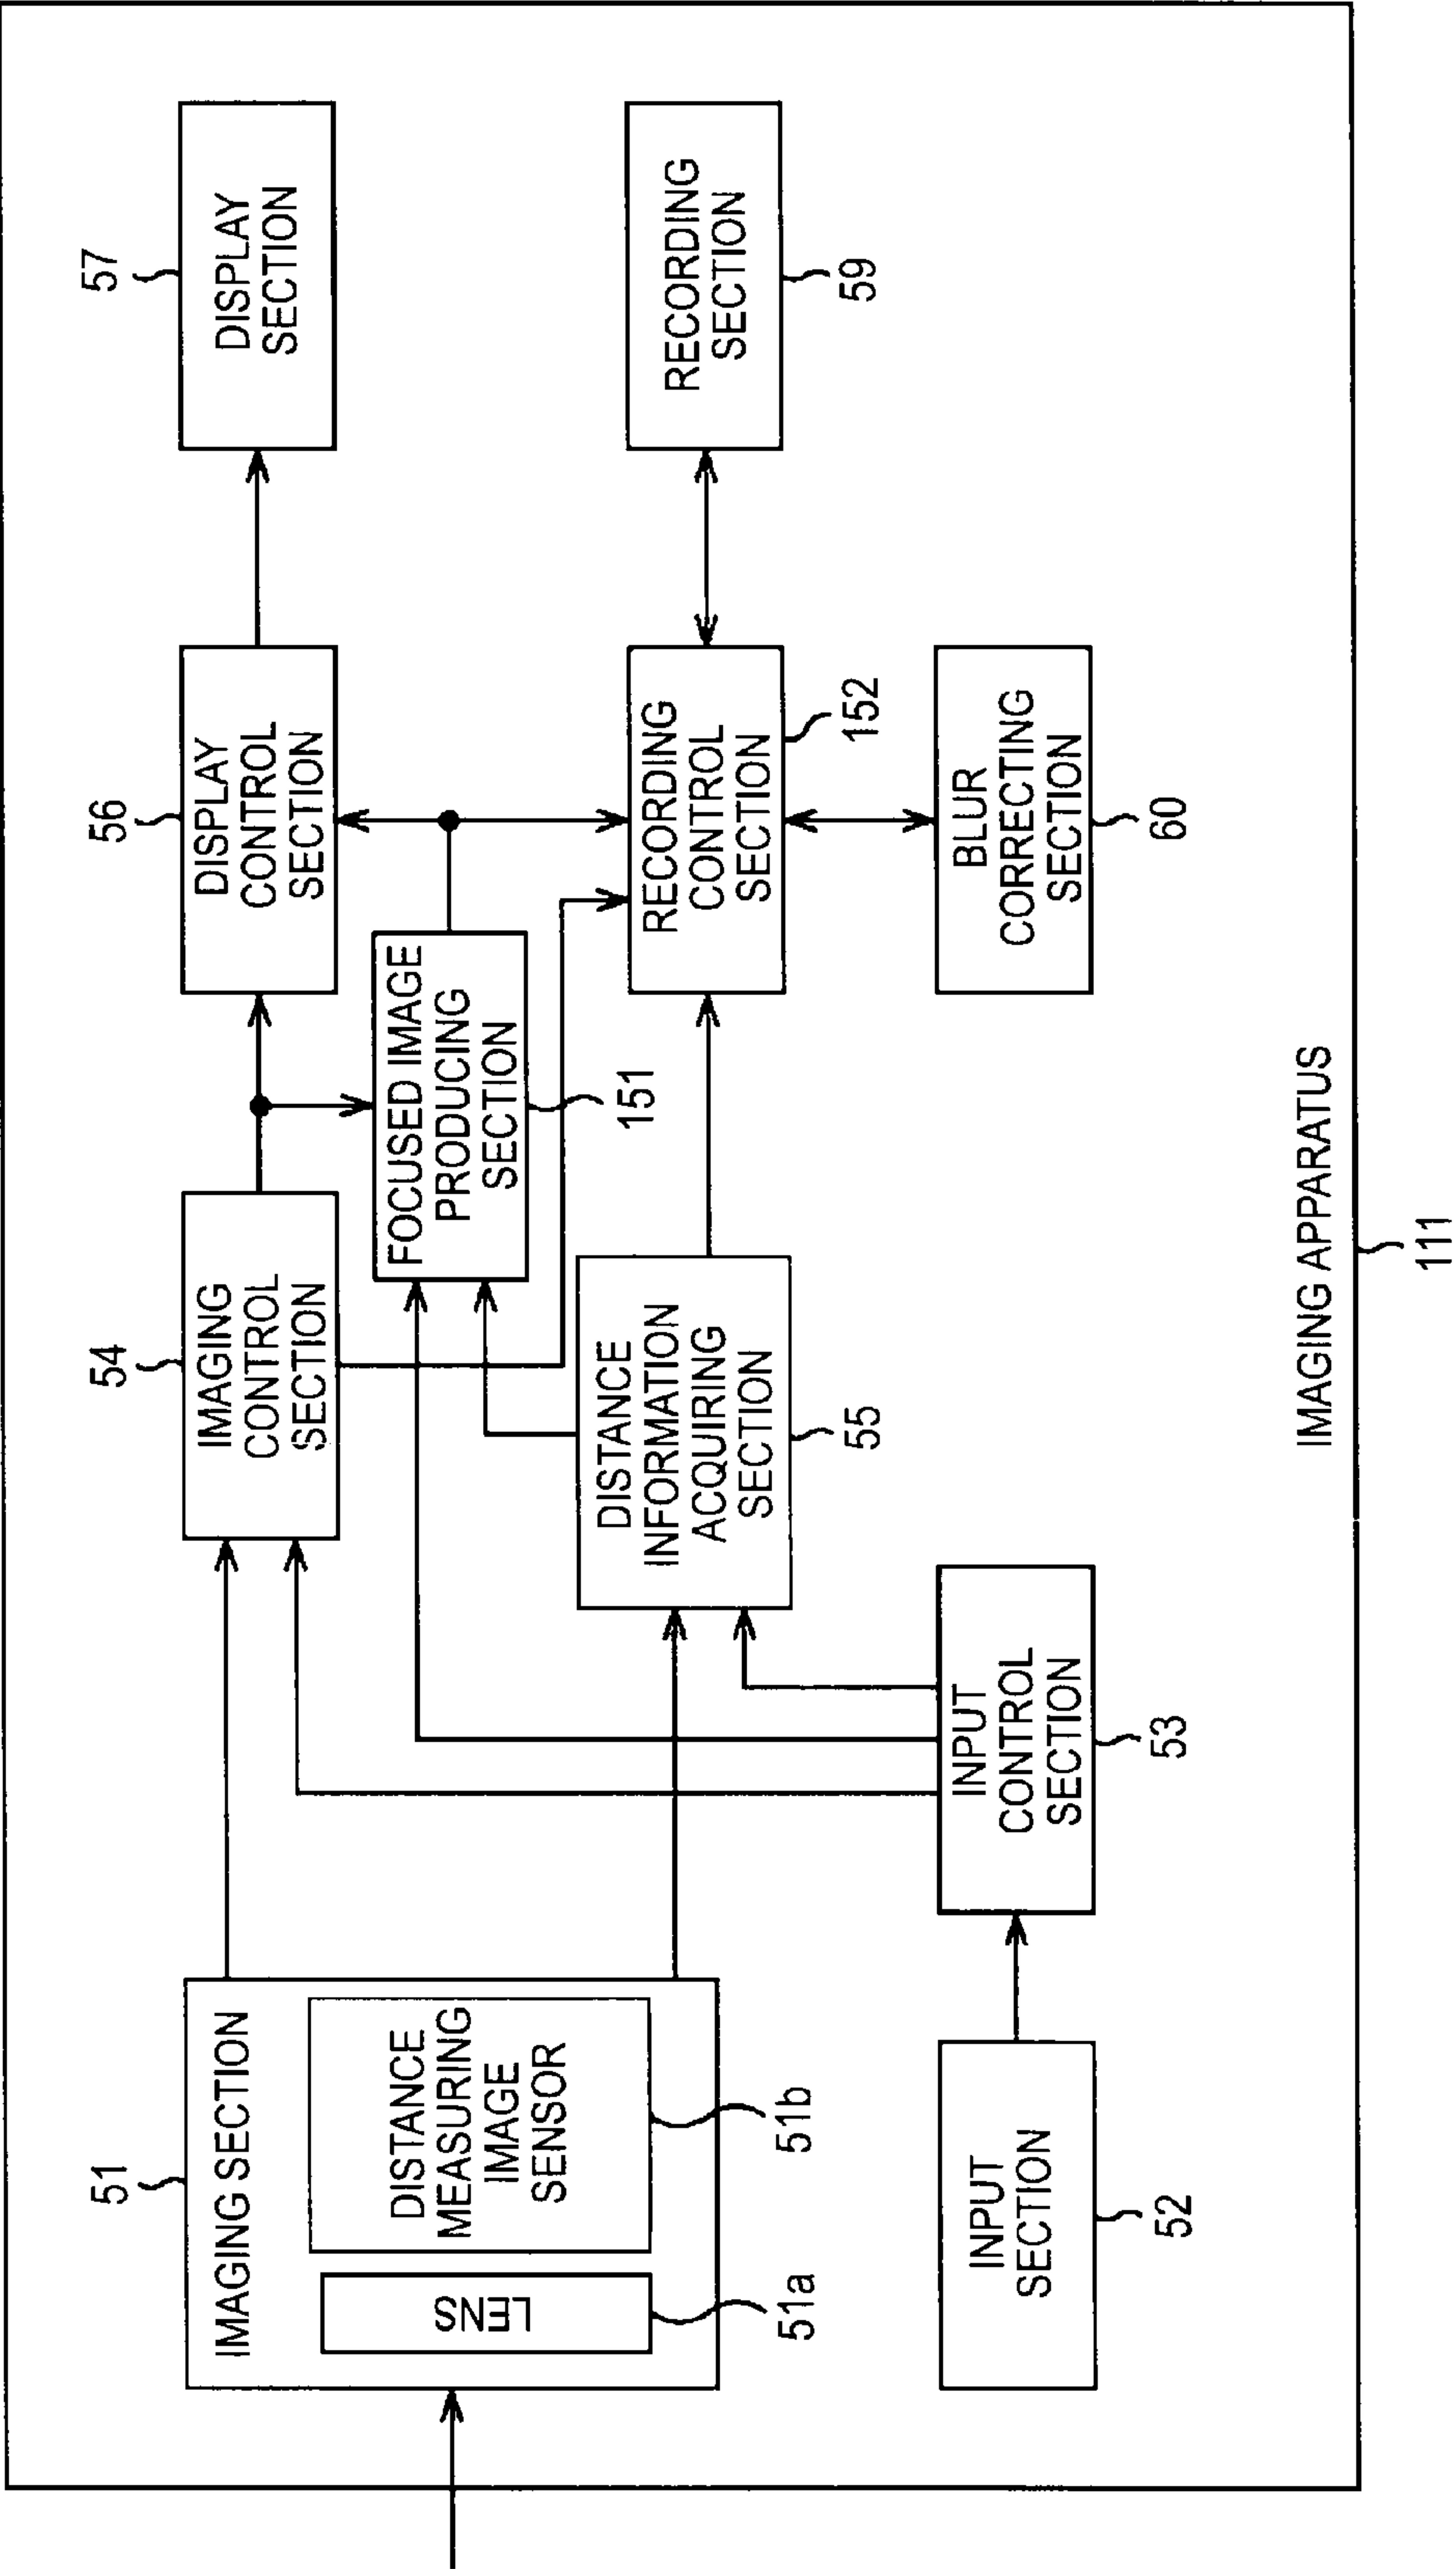 51
IMAGING SECTION
LENS
51a
DISTANCE
MEASURING
IMAGE
SENSOR
51b
54
IMAGING
CONTROL
SECTION
56
DISPLAY
CONTROL
SECTION
57
DISPLAY
SECTION
FOCUSED IMAGE
PRODUCING
SECTION
151
DISTANCE
INFORMATION
ACQUIRING
SECTION
55
RECORDING
CONTROL
SECTION
152
RECORDING
SECTION
59
INPUT
SECTION
52
INPUT
CONTROL
SECTION
53
BLUR
CORRECTING
SECTION
60
IMAGING APPARATUS
111